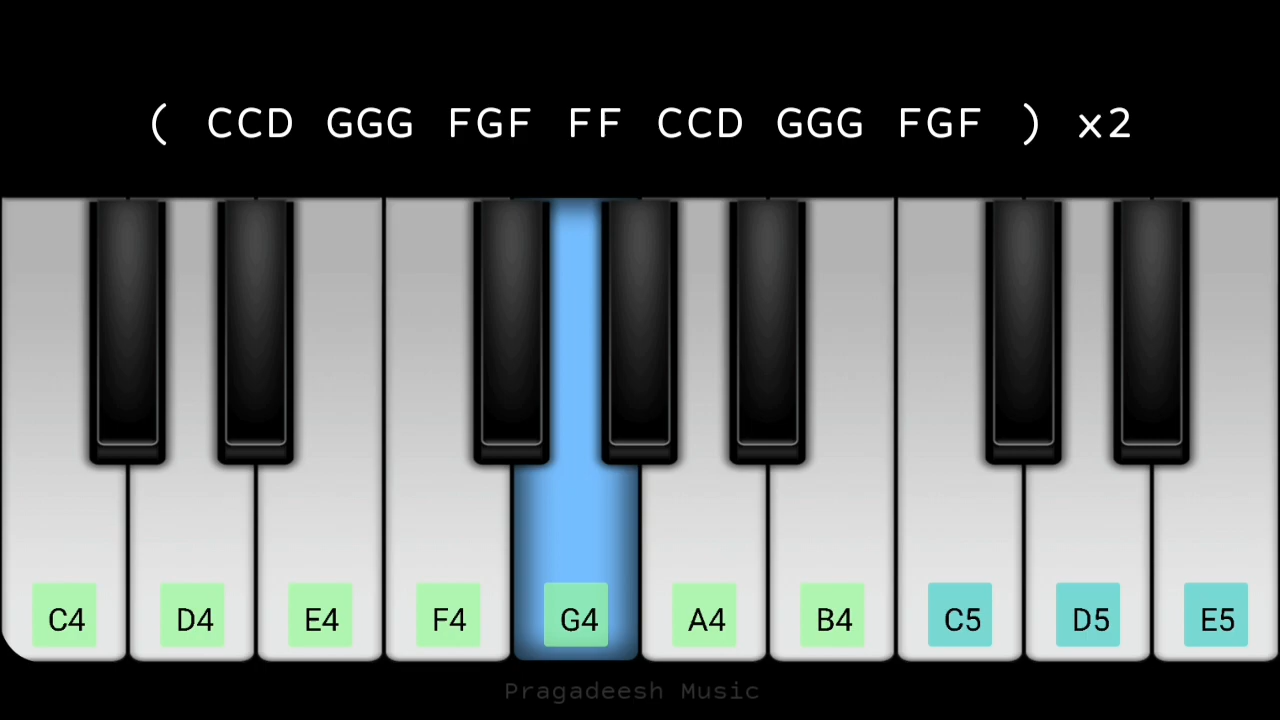 ( CCD GGG FGF FF CCD GGG FGF ) x2
C4 D4 E4 F4 G4 A4 B4 C5 D5 E5
Pragadeesh Music